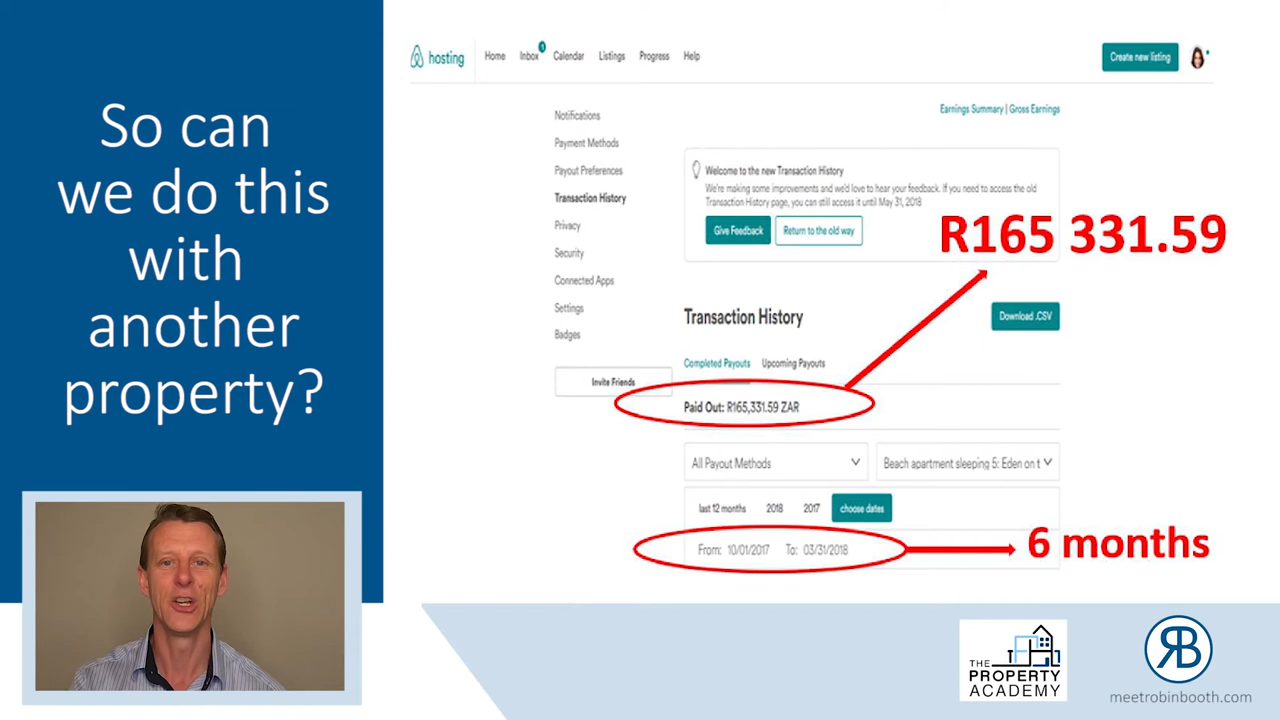 So can
we do this
with
another
property?
hosting
Home
Inbox
1
Calendar
Listings
Progress
Help
Create new listing
Earnings Summary | Gross Earnings
Notifications
Payment Methods
Payout Preferences
Transaction History
Privacy
Security
Connected Apps
Settings
Badges
Invite Friends
Welcome to the new Transaction History
We're making some improvements and we'd love to hear your feedback. If you need to access the old
Transaction History page, you can still access it until May 31, 2018
Give Feedback
Return to the old way
R165 331.59
Transaction History
Download .CSV
Completed Payouts
Upcoming Payouts
Paid Out: R165,331.59 ZAR
All Payout Methods
Beach apartment sleeping 5: Eden on t
last 12 months
2018
2017
choose dates
From: 10/01/2017
To: 03/31/2018
6 months
THE
PROPERTY
ACADEMY
RB
meetrobinbooth.com